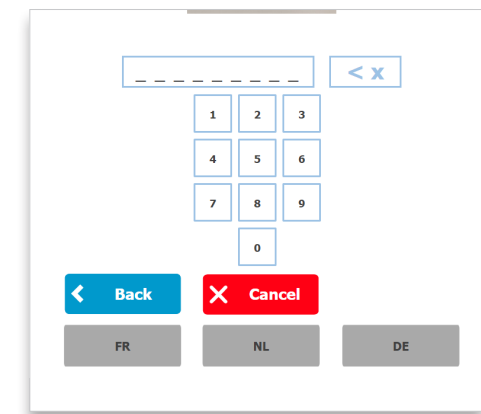 _ _ _ _ _ _ _ _ _ < x
1 2 3
4 5 6
7 8 9
0
Back Cancel
FR NL DE